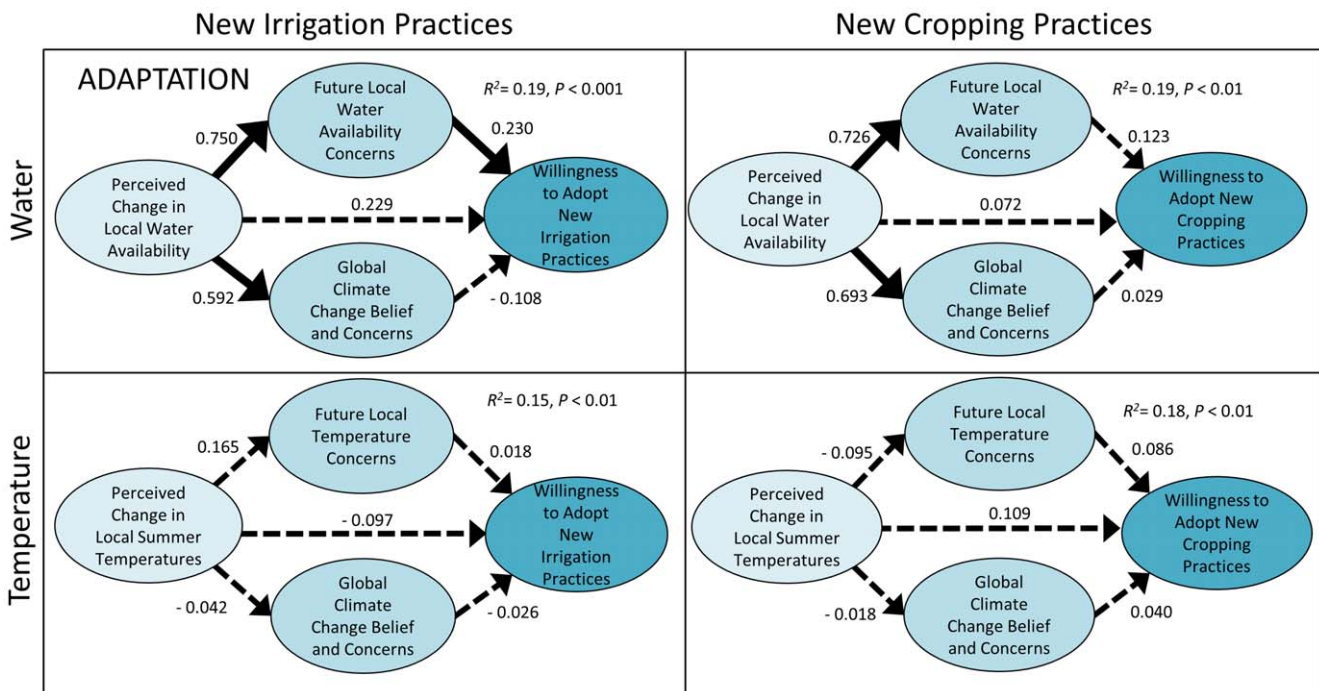 New Irrigation Practices
New Cropping Practices
Water
ADAPTATION
Future Local
Water
Availability
Concerns
R²= 0.19, P < 0.001
0.750
0.230
Perceived
Change in
Local Water
Availability
0.229
Willingness
to Adopt
New
Irrigation
Practices
0.592
Global
Climate
Change Belief
and Concerns
- 0.108
Future Local
Water
Availability
Concerns
R²= 0.19, P < 0.01
0.726
0.123
Perceived
Change in
Local Water
Availability
0.072
Willingness to
Adopt New
Cropping
Practices
0.693
Global
Climate
Change Belief
and Concerns
0.029
Temperature
Future Local
Temperature
Concerns
R²= 0.15, P < 0.01
0.165
0.018
Perceived
Change in
Local Summer
Temperatures
- 0.097
Willingness
to Adopt
New
Irrigation
Practices
- 0.042
Global
Climate
Change Belief
and Concerns
- 0.026
Future Local
Temperature
Concerns
R²= 0.18, P < 0.01
- 0.095
0.086
Perceived
Change in
Local Summer
Temperatures
0.109
Willingness to
Adopt New
Cropping
Practices
- 0.018
Global
Climate
Change Belief
and Concerns
0.040